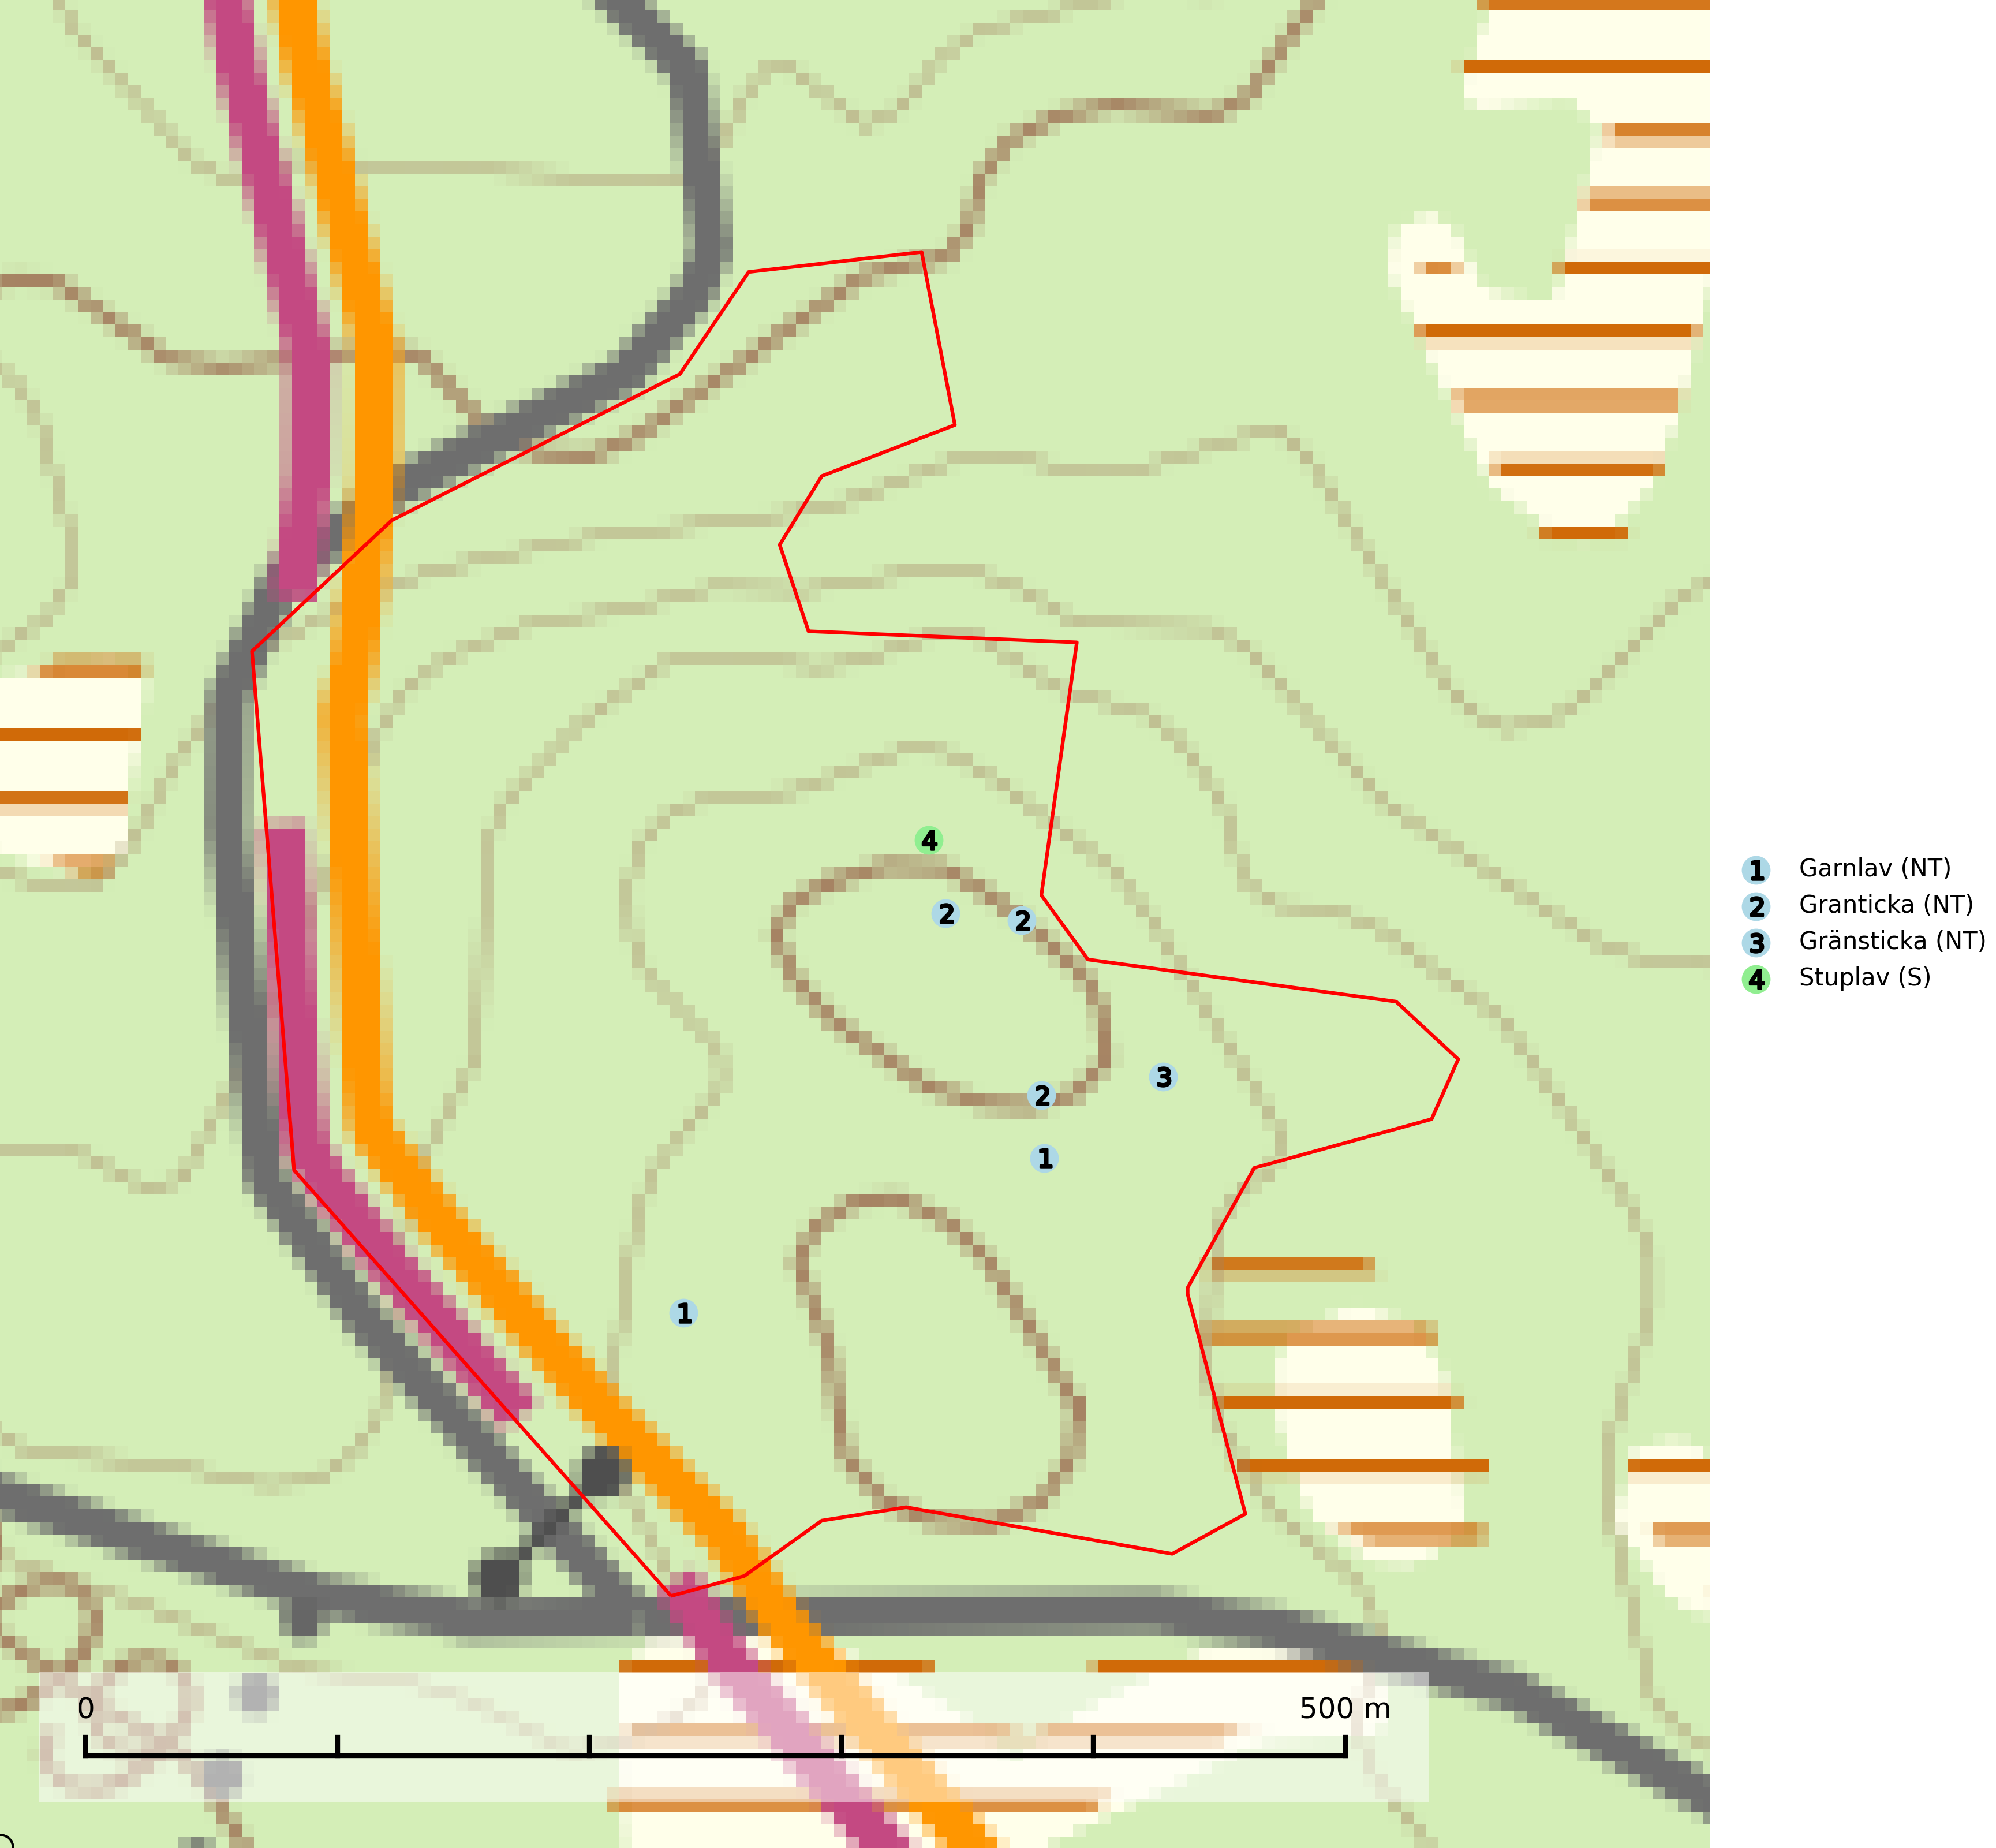 4
2
2
3
2
1
1
1 Garnlav (NT)
2 Granticka (NT)
3 Gränsticka (NT)
4 Stuplav (S)
0 500 m